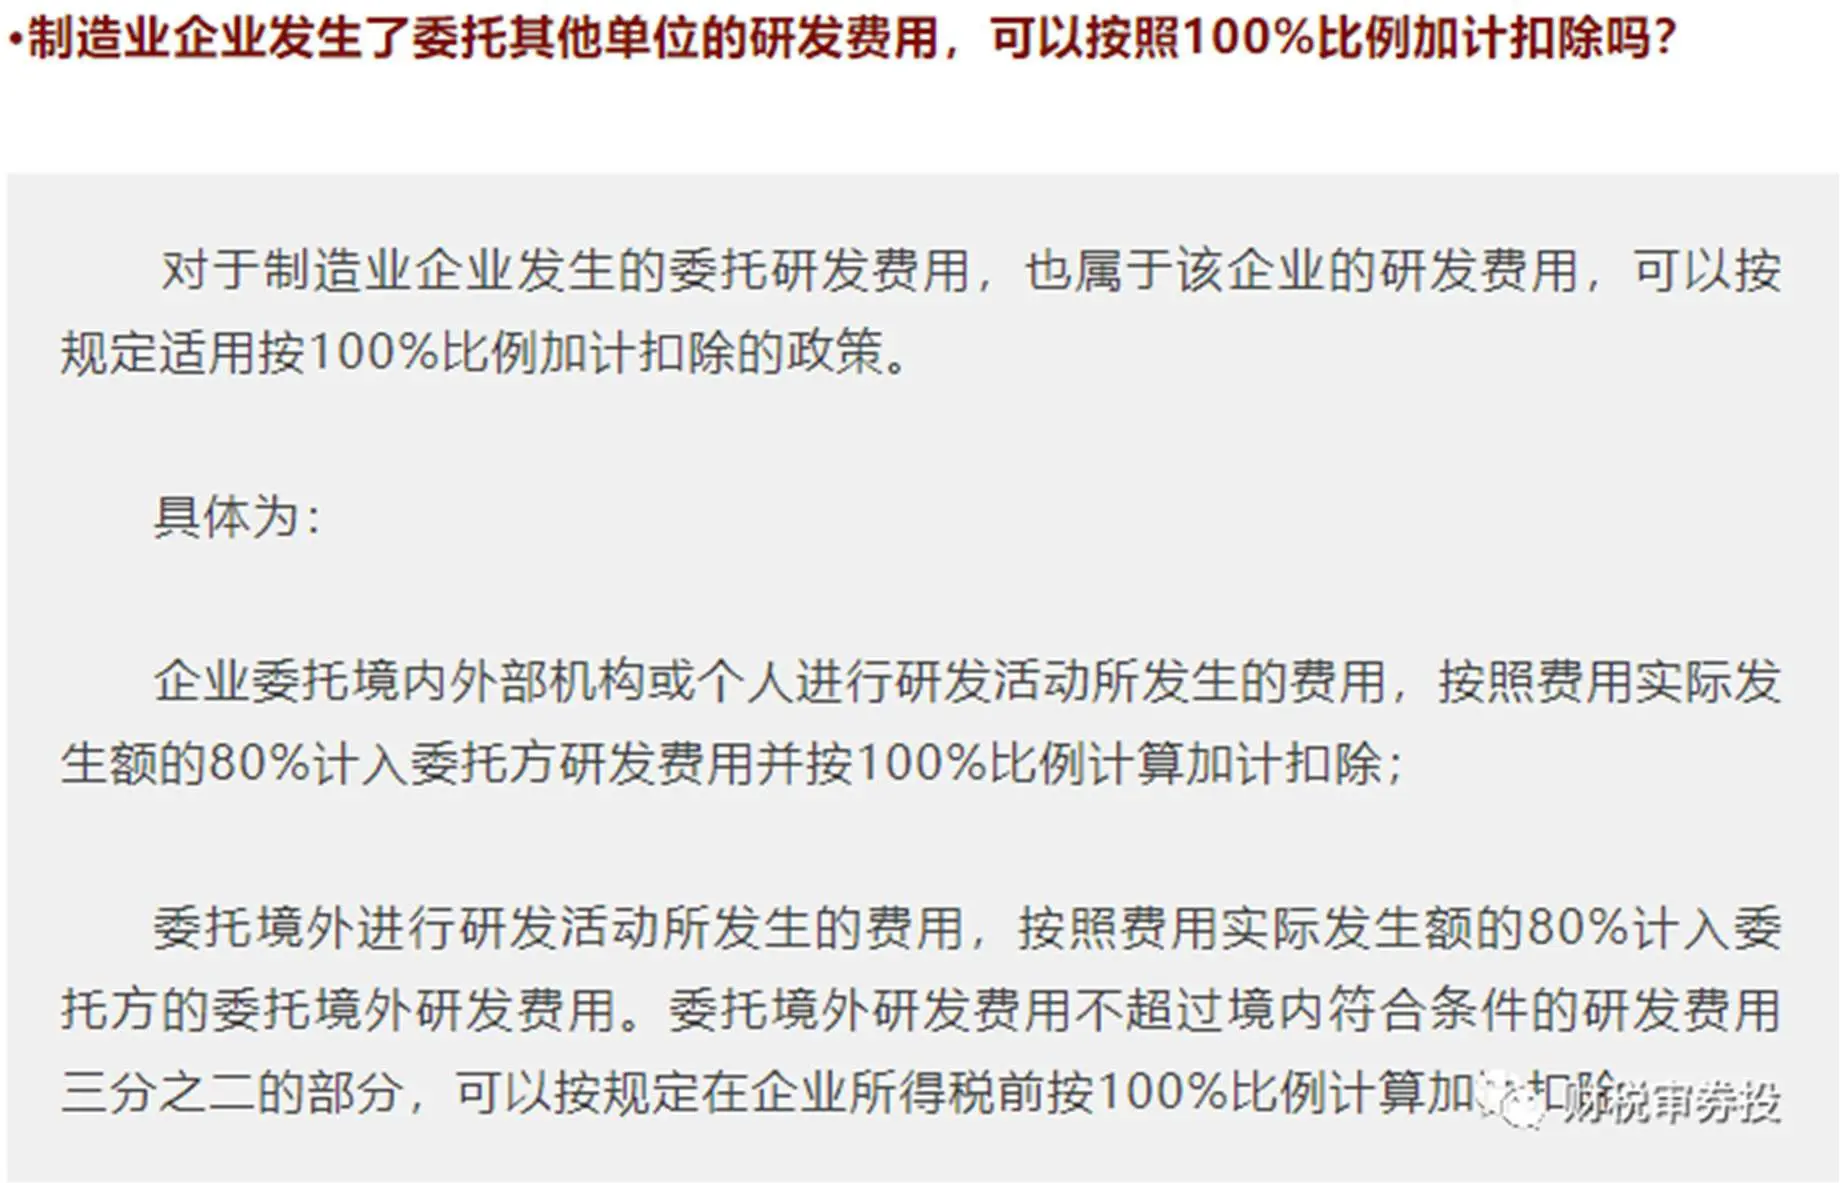 •制造业企业发生了委托其他单位的研发费用，可以按照100%比例加计扣除吗？
对于制造业企业发生的委托研发费用，也属于该企业的研发费用，可以按
规定适用按100%比例加计扣除的政策。
具体为：
企业委托境内外部机构或个人进行研发活动所发生的费用，按照费用实际发
生额的80%计入委托方研发费用并按100%比例计算加计扣除；
委托境外进行研发活动所发生的费用，按照费用实际发生额的80%计入委
托方的委托境外研发费用。委托境外研发费用不超过境内符合条件的研发费用
三分之二的部分，可以按规定在企业所得税前按100%比例计算加计扣除
财税审券投